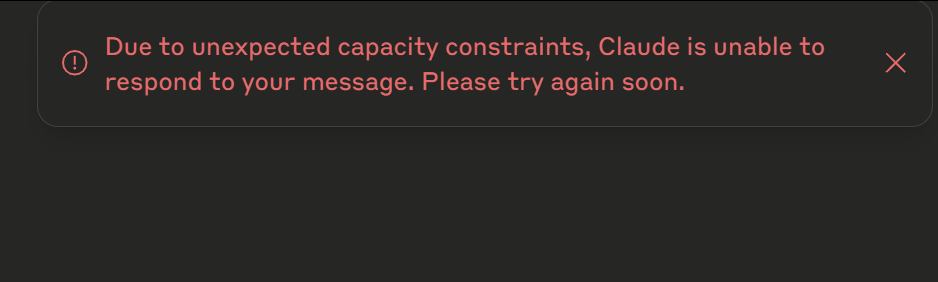 Due to unexpected capacity constraints, Claude is unable to
respond to your message. Please try again soon.